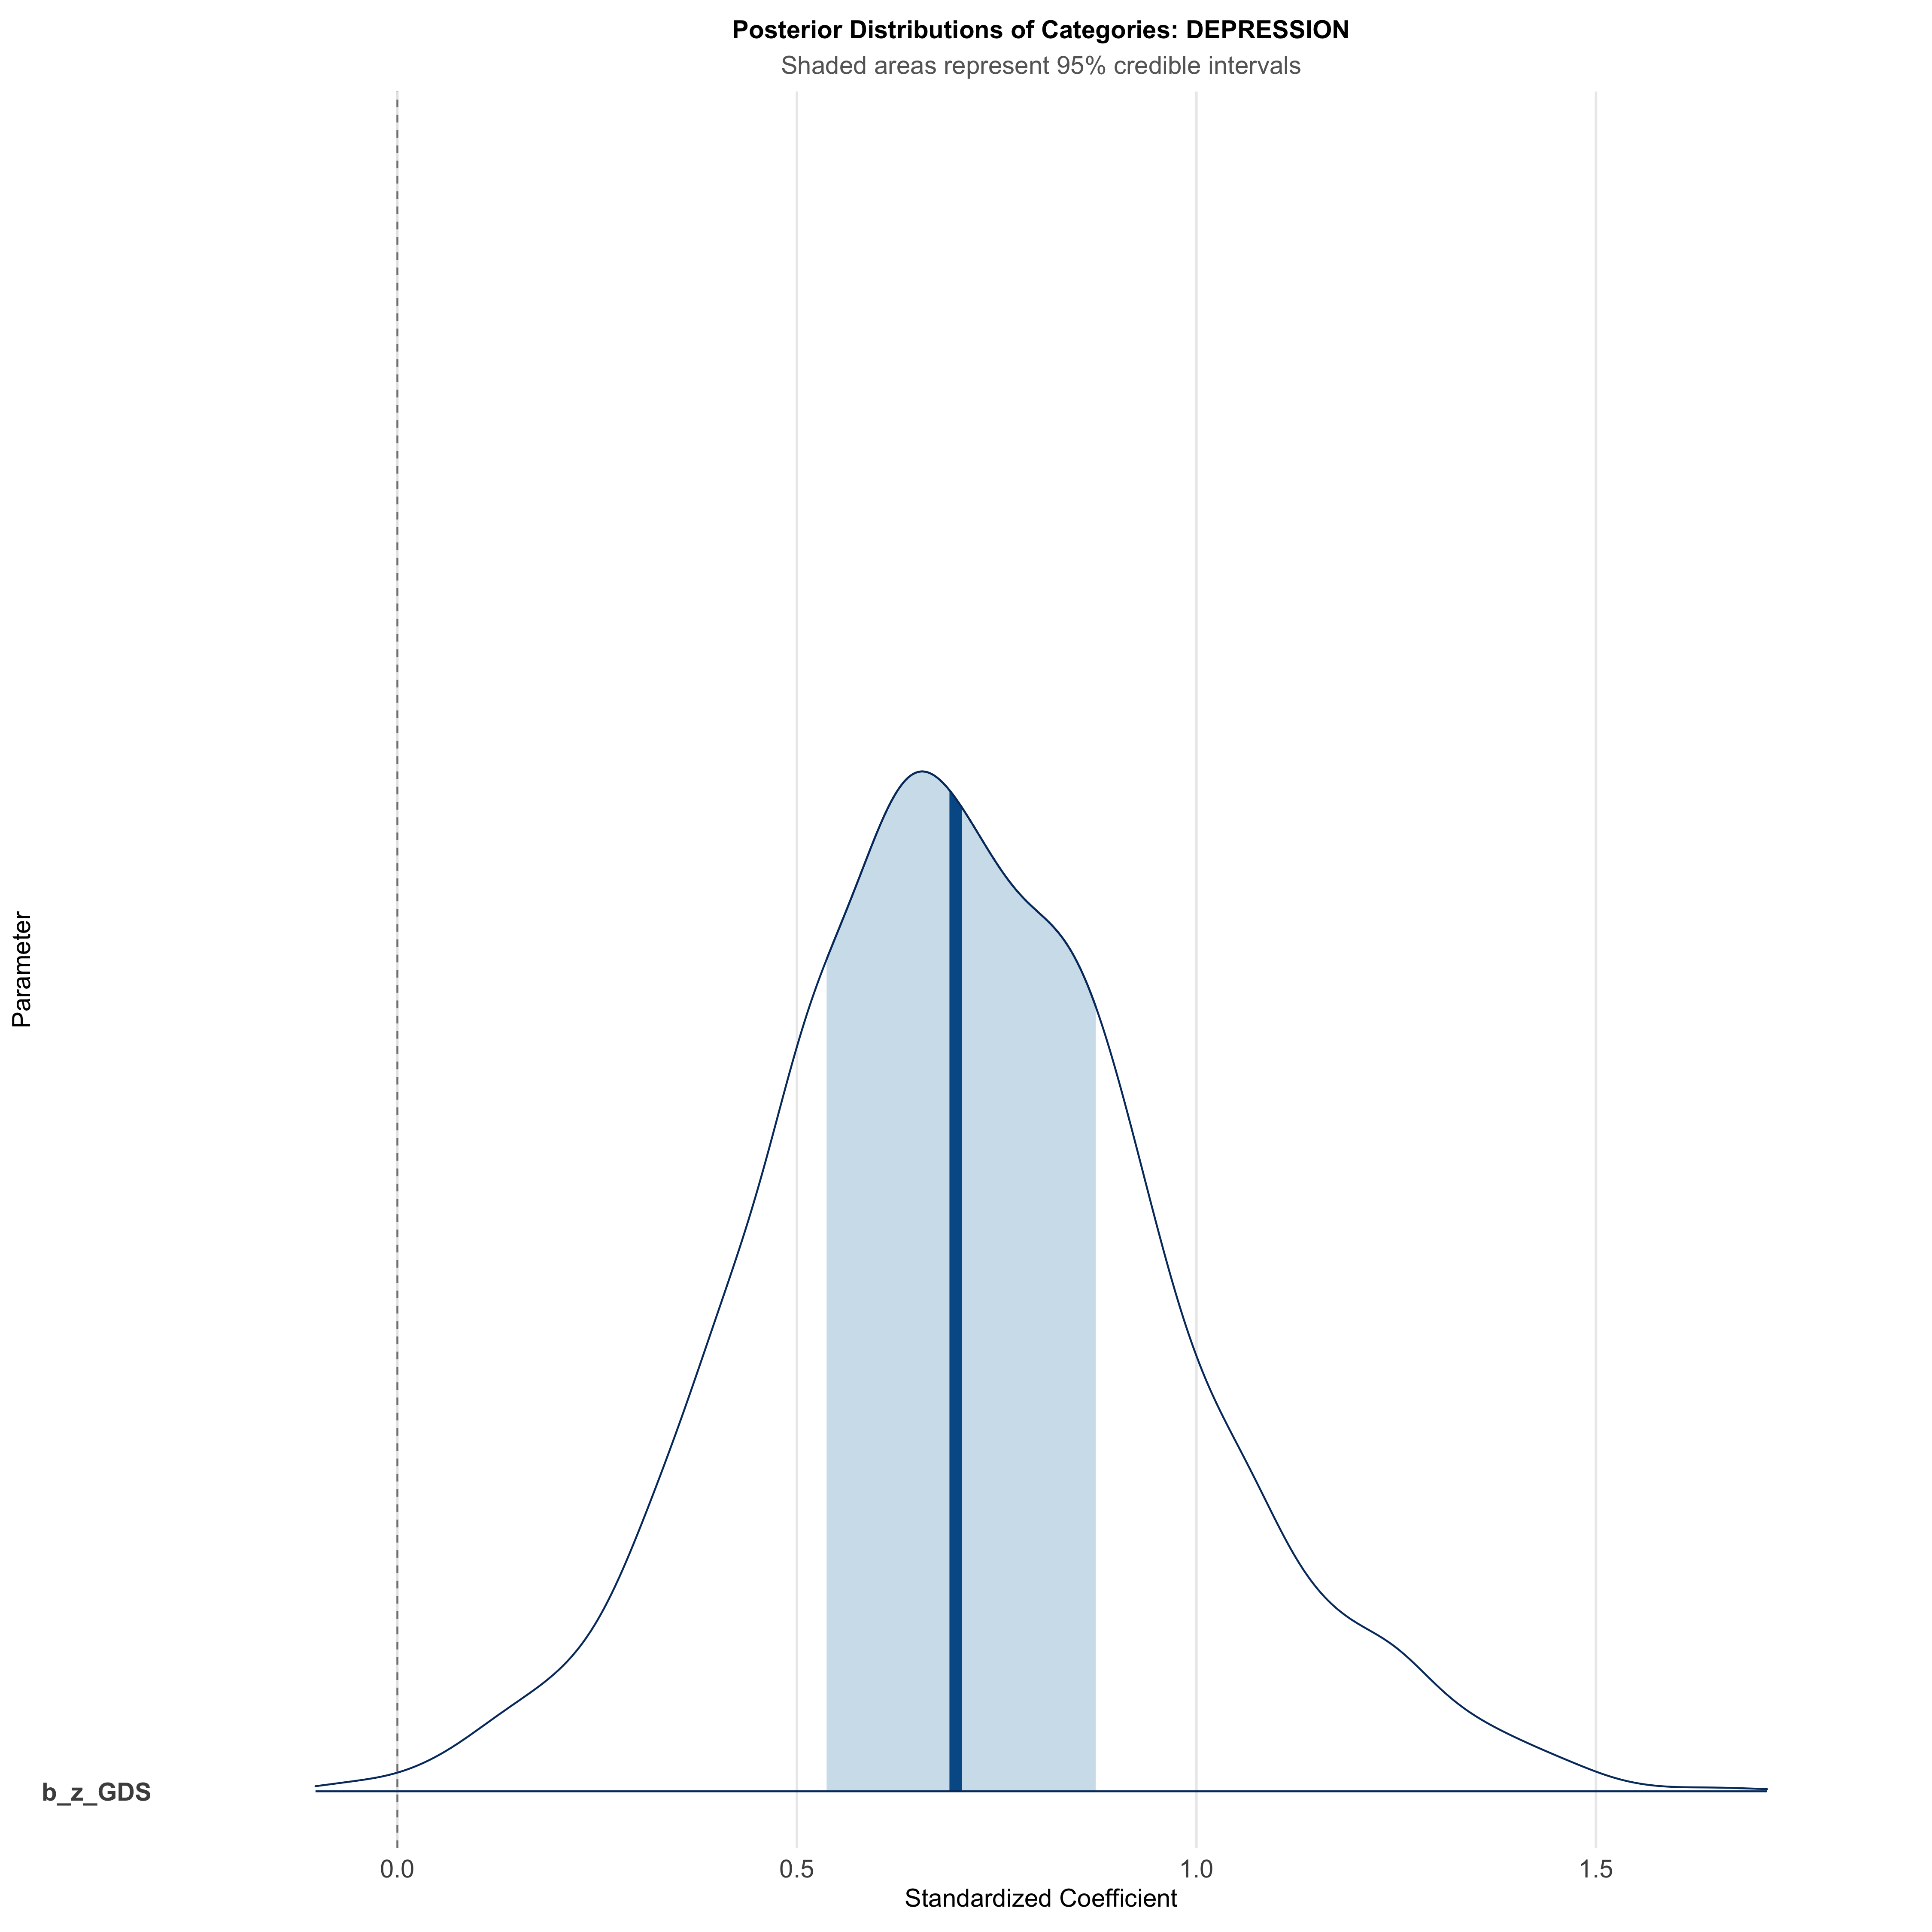 Posterior Distributions of Categories: DEPRESSION
Shaded areas represent 95% credible intervals
Parameter
b_z_GDS
0.0 0.5 1.0 1.5
Standardized Coefficient